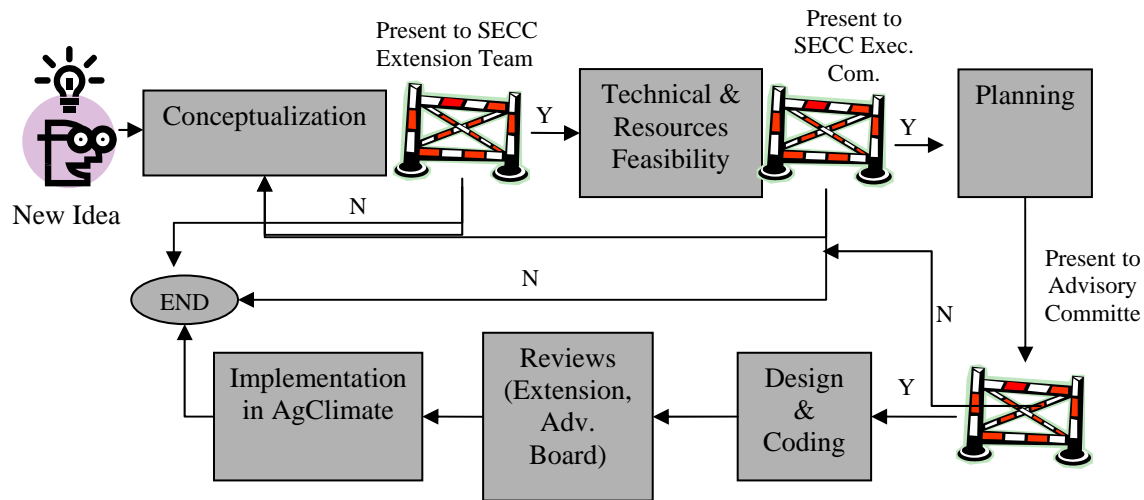 Present to SECC
Extension Team
Present to
SECC Exec.
Com.
Conceptualization
Technical &
Resources
Feasibility
Planning
Y
Y
New Idea
N
Present to
Advisory
Committe
END
N
N
Implementation
in AgClimate
Reviews
(Extension,
Adv.
Board)
Design
&
Coding
Y